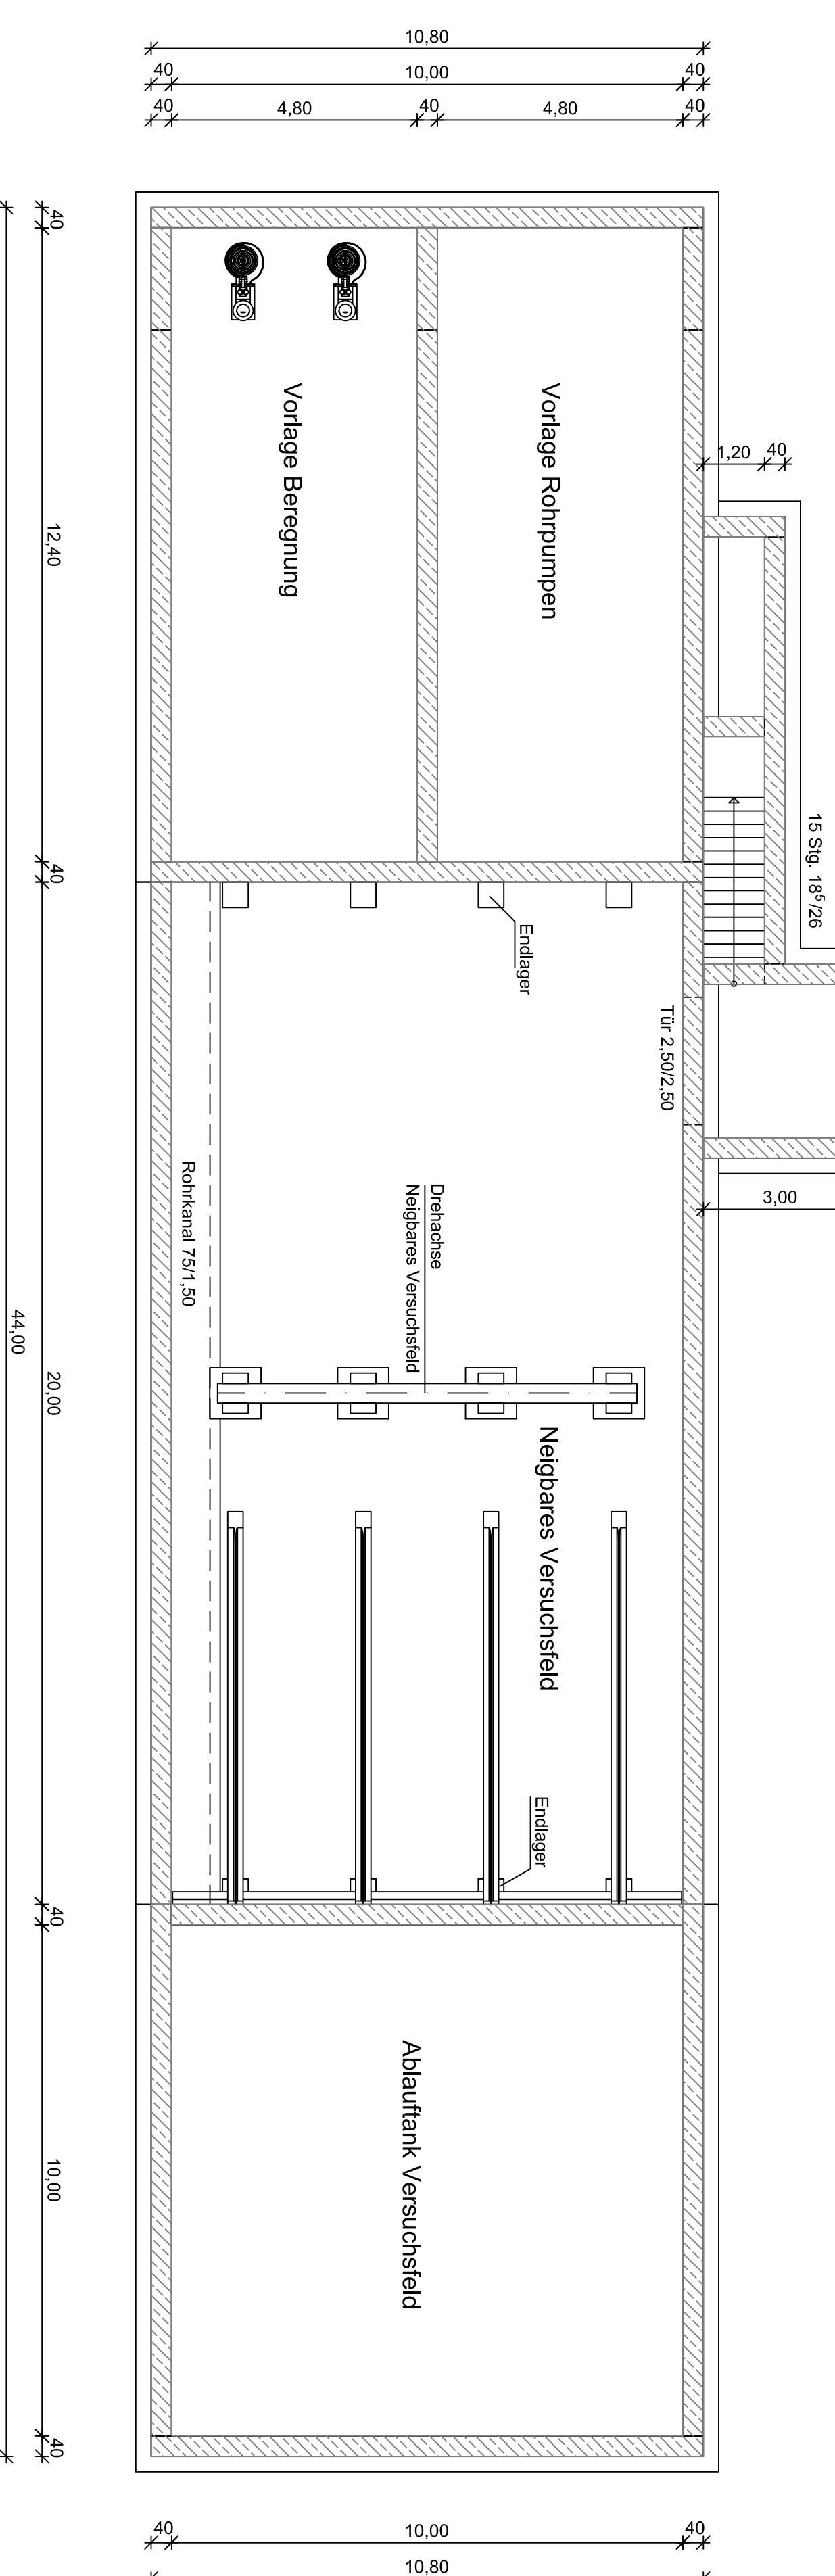 10,80
40
10,00
40
40
4,80
40
4,80
40
40
12,40
40
20,00
40
10,00
40
44,00
Vorlage Beregnung
Vorlage Rohrpumpen
1,20
40
15 Stg. 18⁵/26
Endlager
Tür 2,50/2,50
3,00
Rohrkanal 75/1,50
Drehachse
Neigbares Versuchsfeld
Neigbares Versuchsfeld
Endlager
Ablauftank Versuchsfeld
40
10,00
40
10,80